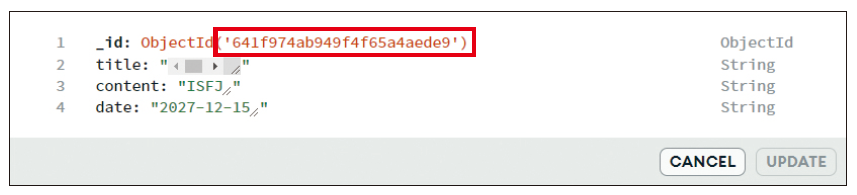 1 _id: ObjectId('641f974ab949f4f65a4aede9') ObjectId
2 title: "" String
3 content: "ISFJ" String
4 date: "2027-12-15" String
CANCEL UPDATE